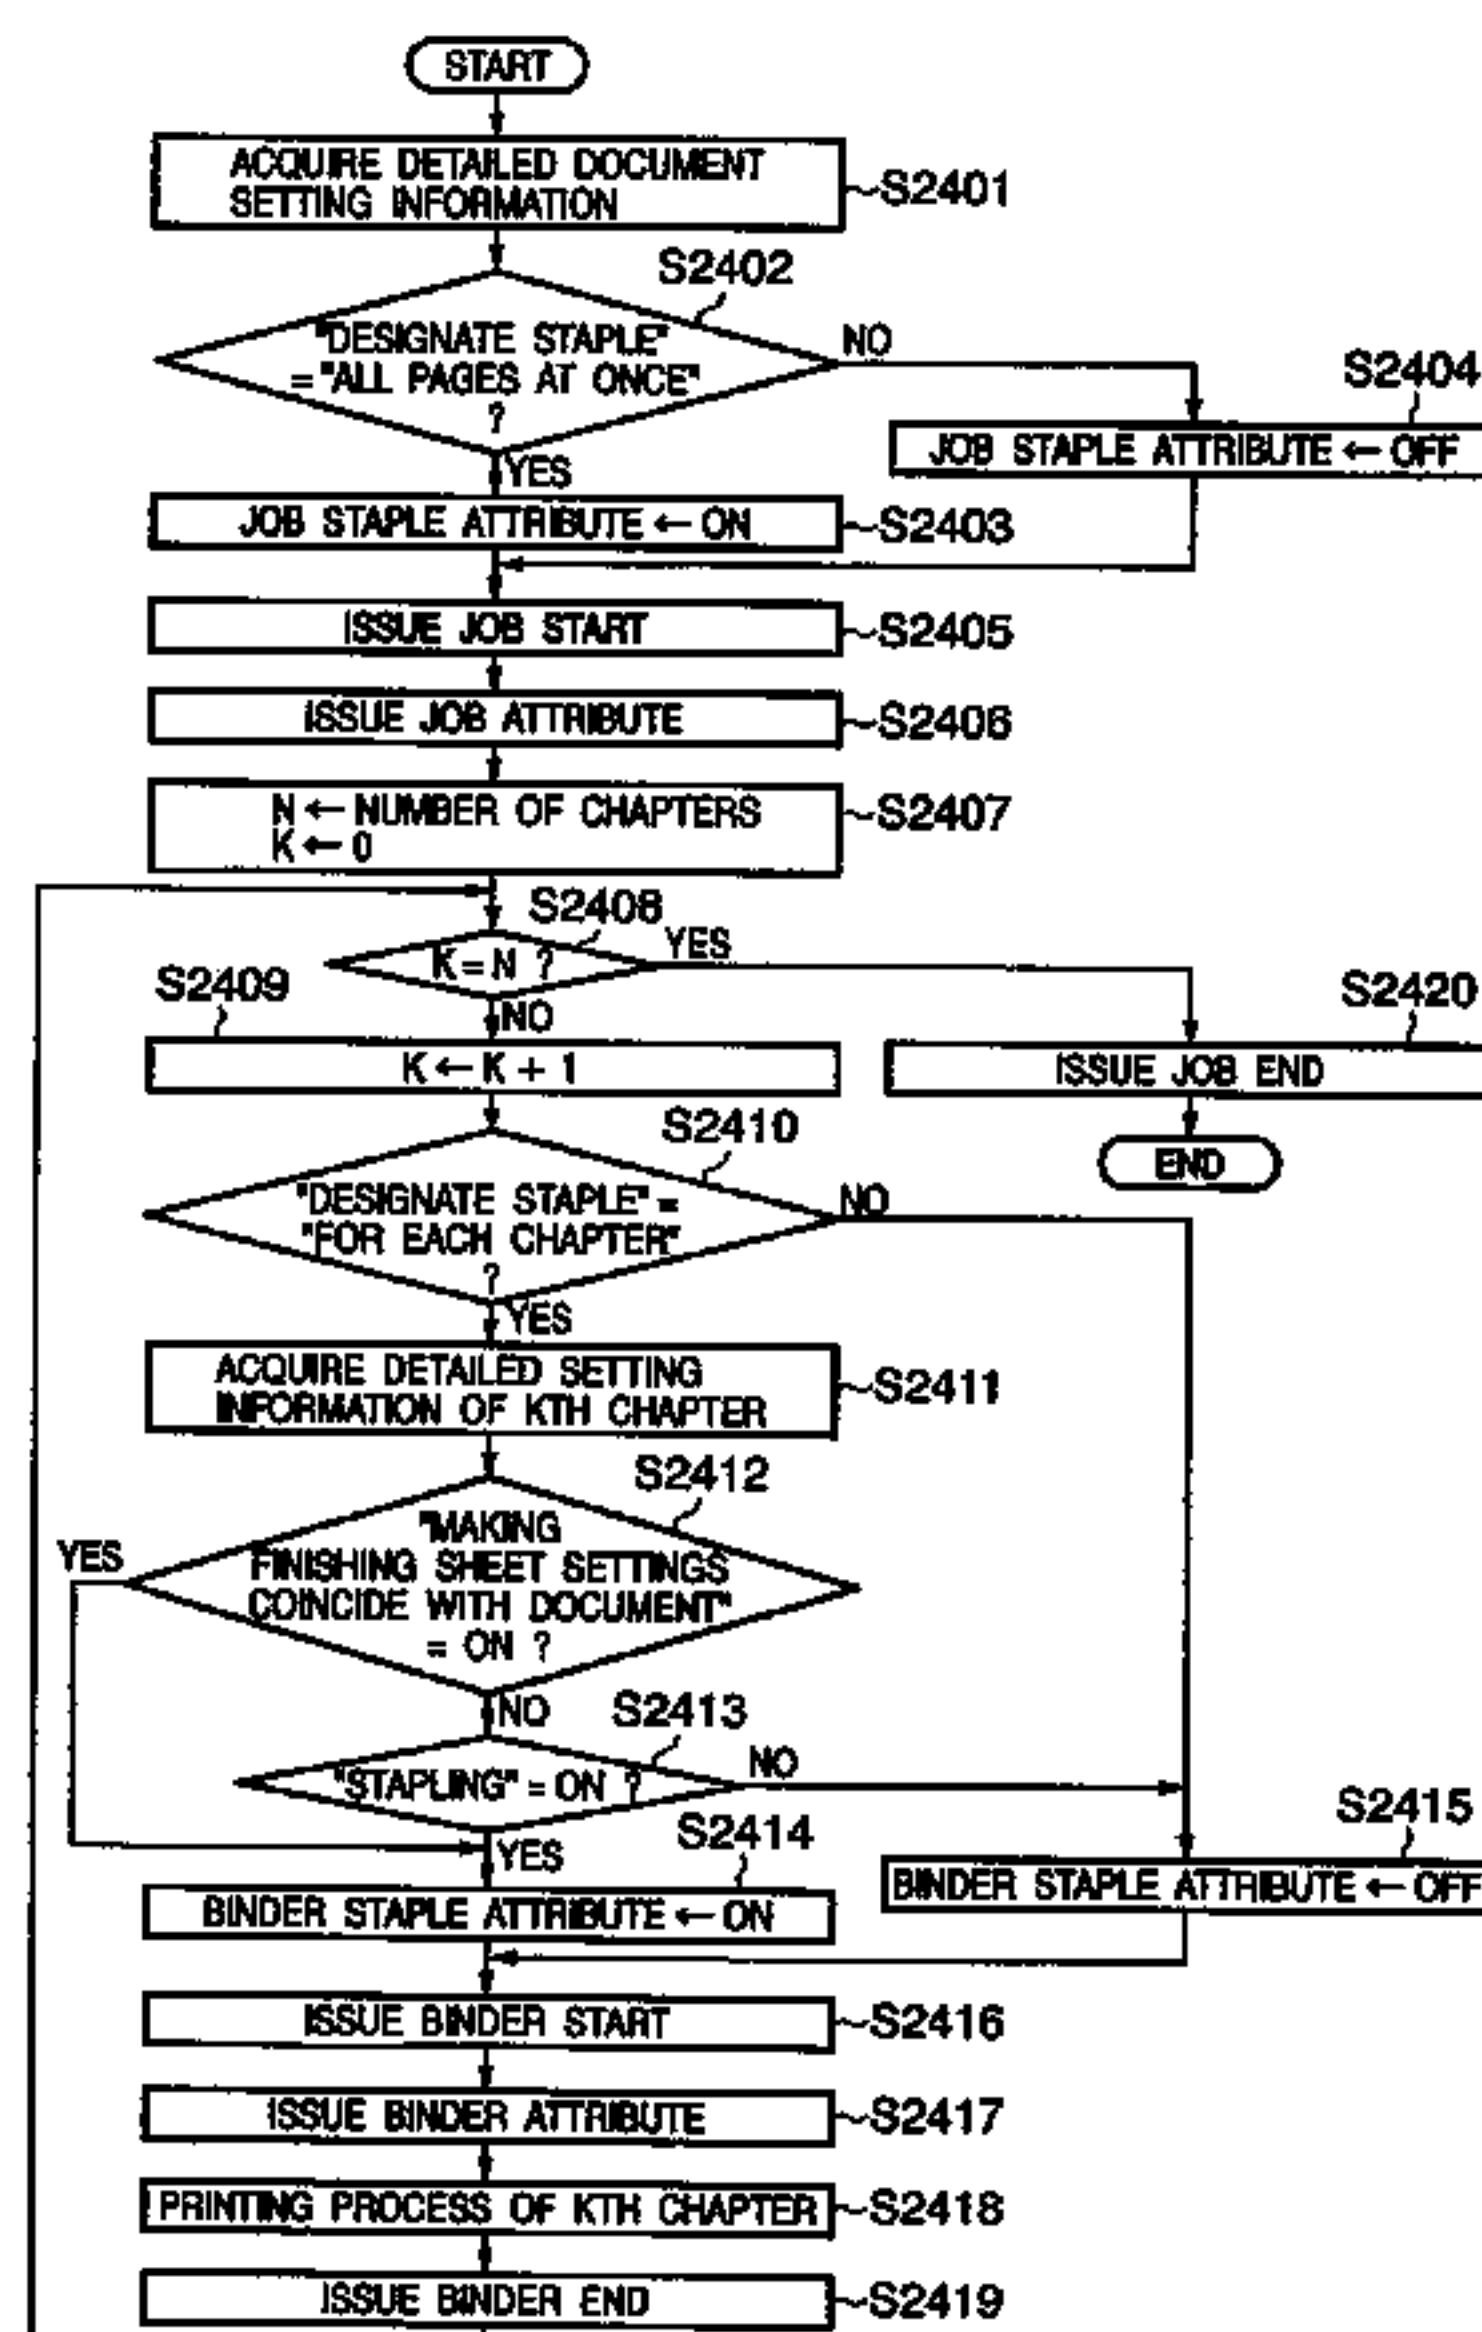 START
ACQUIRE DETAILED DOCUMENT
SETTING INFORMATION
S2401
S2402
"DESIGNATE STAPLE"
= "ALL PAGES AT ONCE"
?
NO
YES
S2404
JOB STAPLE ATTRIBUTE ← OFF
JOB STAPLE ATTRIBUTE ← ON
S2403
ISSUE JOB START
S2405
ISSUE JOB ATTRIBUTE
S2406
N ← NUMBER OF CHAPTERS
K ← 0
S2407
S2408
K = N ?
YES
NO
S2409
K ← K + 1
S2420
ISSUE JOB END
END
S2410
"DESIGNATE STAPLE" =
"FOR EACH CHAPTER"
?
NO
YES
ACQUIRE DETAILED SETTING
INFORMATION OF KTH CHAPTER
S2411
S2412
"MAKING
FINISHING SHEET SETTINGS
COINCIDE WITH DOCUMENT"
= ON ?
YES
NO
S2413
"STAPLING" = ON ?
NO
YES
S2414
BINDER STAPLE ATTRIBUTE ← ON
S2415
BINDER STAPLE ATTRIBUTE ← OFF
ISSUE BINDER START
S2416
ISSUE BINDER ATTRIBUTE
S2417
PRINTING PROCESS OF KTH CHAPTER
S2418
ISSUE BINDER END
S2419